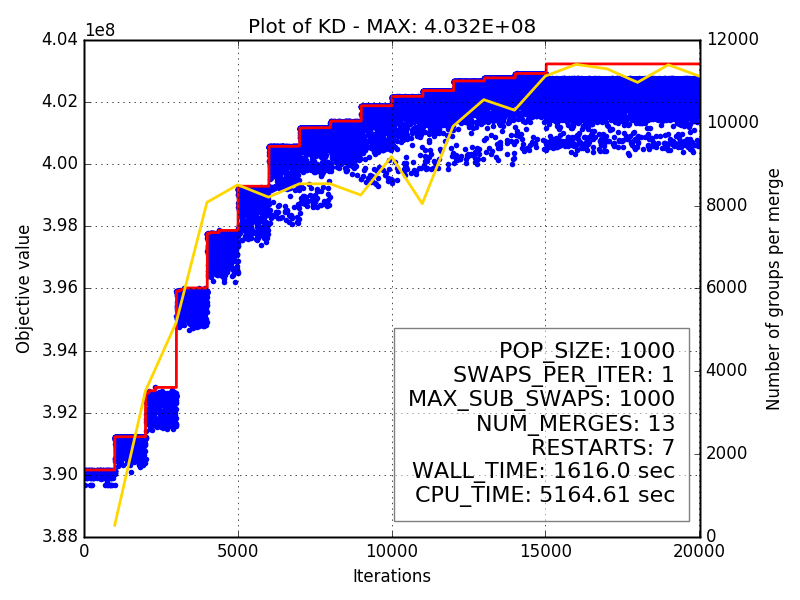 Plot of KD - MAX: 4.032E+08
1e8
4.04
4.02
4.00
3.98
3.96
3.94
3.92
3.90
3.88
Objective value
12000
10000
8000
6000
4000
2000
0
Number of groups per merge
POP_SIZE: 1000
SWAPS_PER_ITER: 1
MAX_SUB_SWAPS: 1000
NUM_MERGES: 13
RESTARTS: 7
WALL_TIME: 1616.0 sec
CPU_TIME: 5164.61 sec
0 5000 10000 15000 20000
Iterations